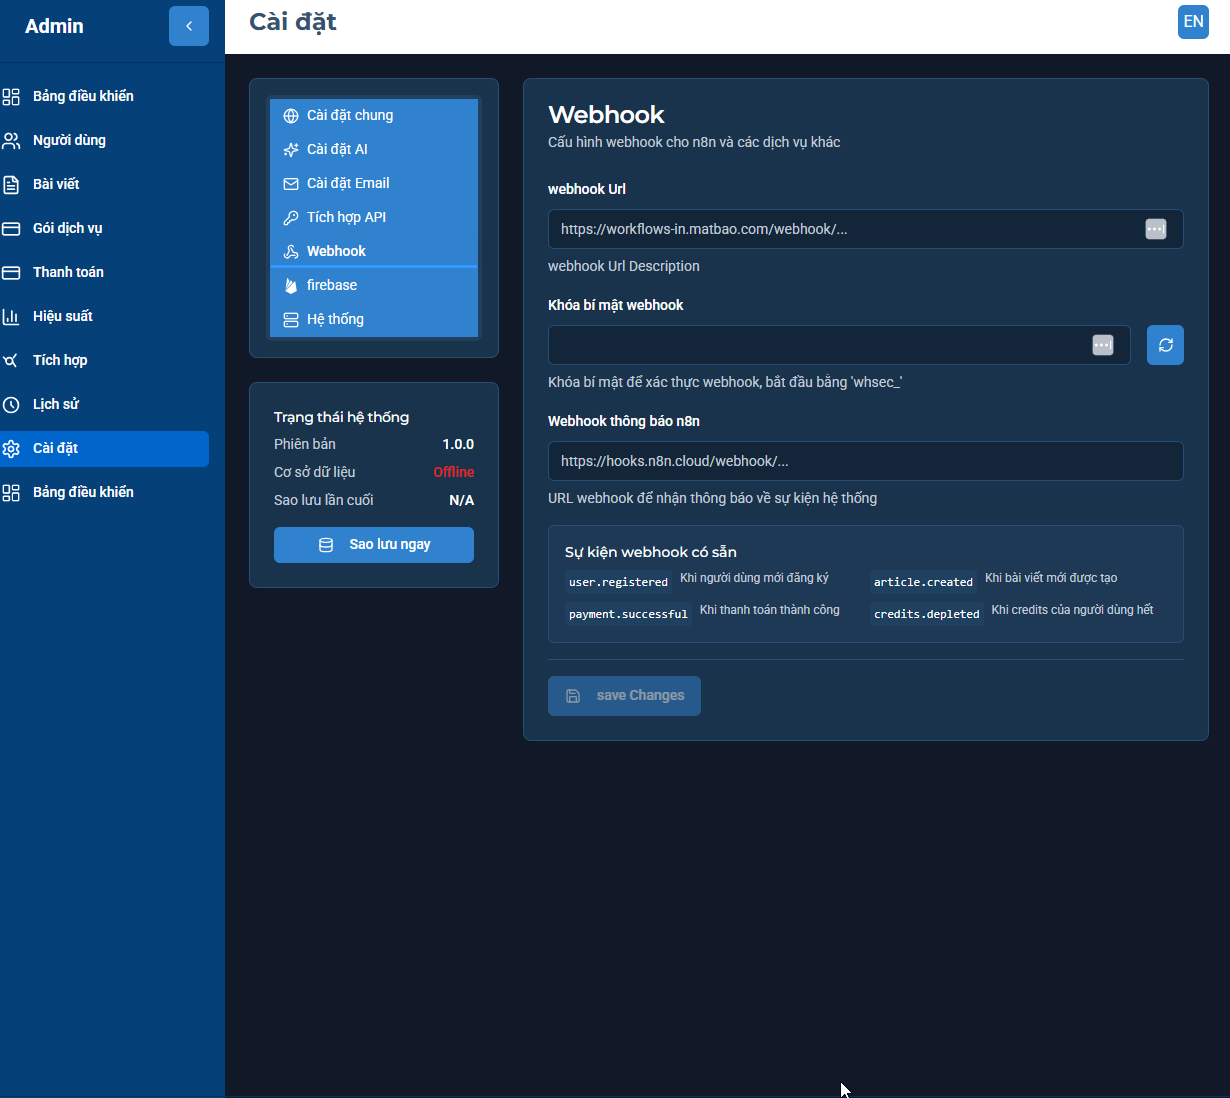 Admin
Bảng điều khiển
Người dùng
Bài viết
Gói dịch vụ
Thanh toán
Hiệu suất
Tích hợp
Lịch sử
Cài đặt
Bảng điều khiển
Cài đặt
EN
Cài đặt chung
Cài đặt AI
Cài đặt Email
Tích hợp API
Webhook
firebase
Hệ thống
Trạng thái hệ thống
Phiên bản 1.0.0
Cơ sở dữ liệu Offline
Sao lưu lần cuối N/A
Sao lưu ngay
Webhook
Cấu hình webhook cho n8n và các dịch vụ khác
webhook Url
https://workflows-in.matbao.com/webhook/...
webhook Url Description
Khóa bí mật webhook
Khóa bí mật để xác thực webhook, bắt đầu bằng 'whsec_'
Webhook thông báo n8n
https://hooks.n8n.cloud/webhook/...
URL webhook để nhận thông báo về sự kiện hệ thống
Sự kiện webhook có sẵn
user.registered Khi người dùng mới đăng ký
article.created Khi bài viết mới được tạo
payment.successful Khi thanh toán thành công
credits.depleted Khi credits của người dùng hết
save Changes